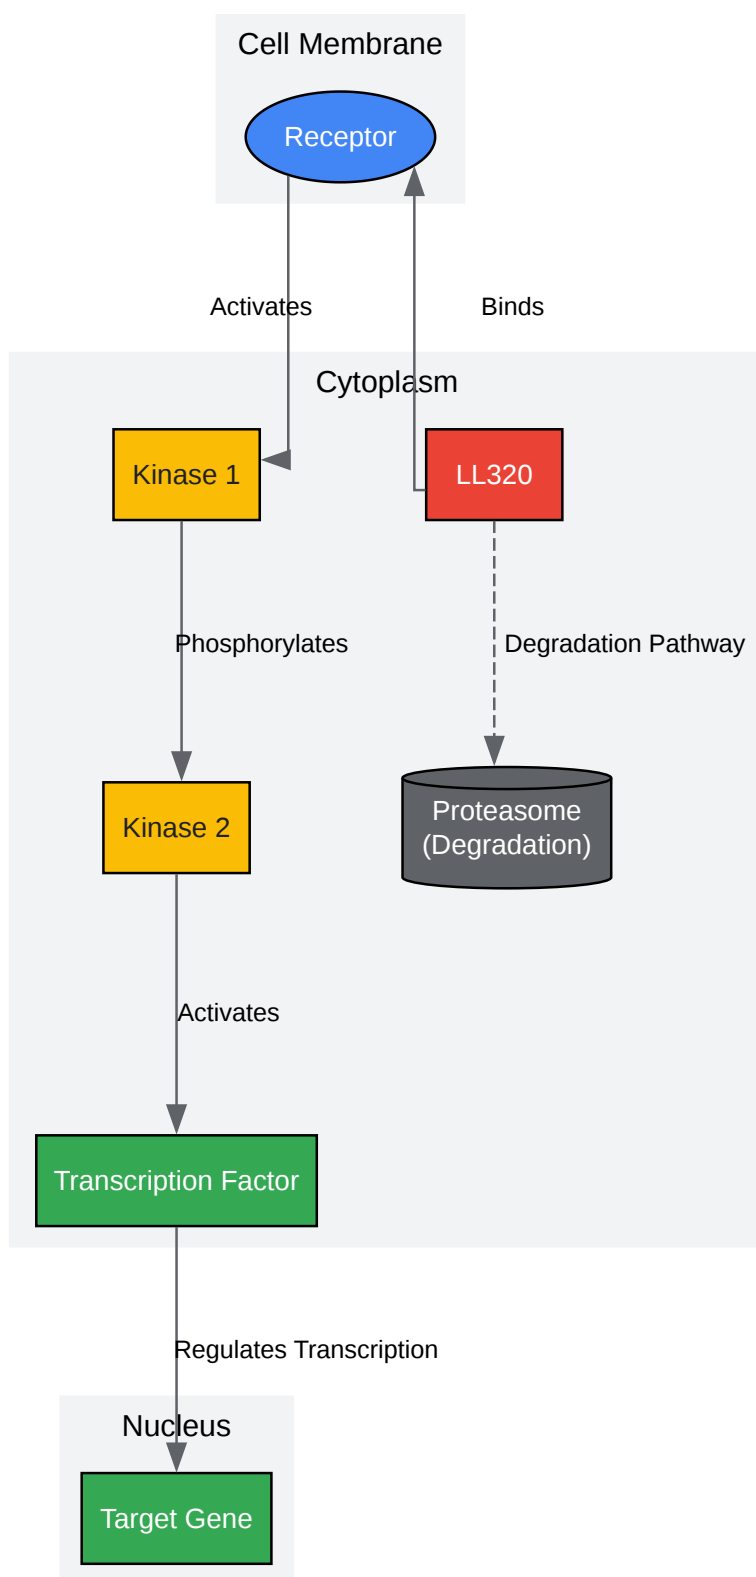 Cell Membrane
Receptor
Activates
Binds
Cytoplasm
Kinase 1
LL320
Phosphorylates
Degradation Pathway
Proteasome
(Degradation)
Kinase 2
Activates
Transcription Factor
Regulates Transcription
Nucleus
Target Gene